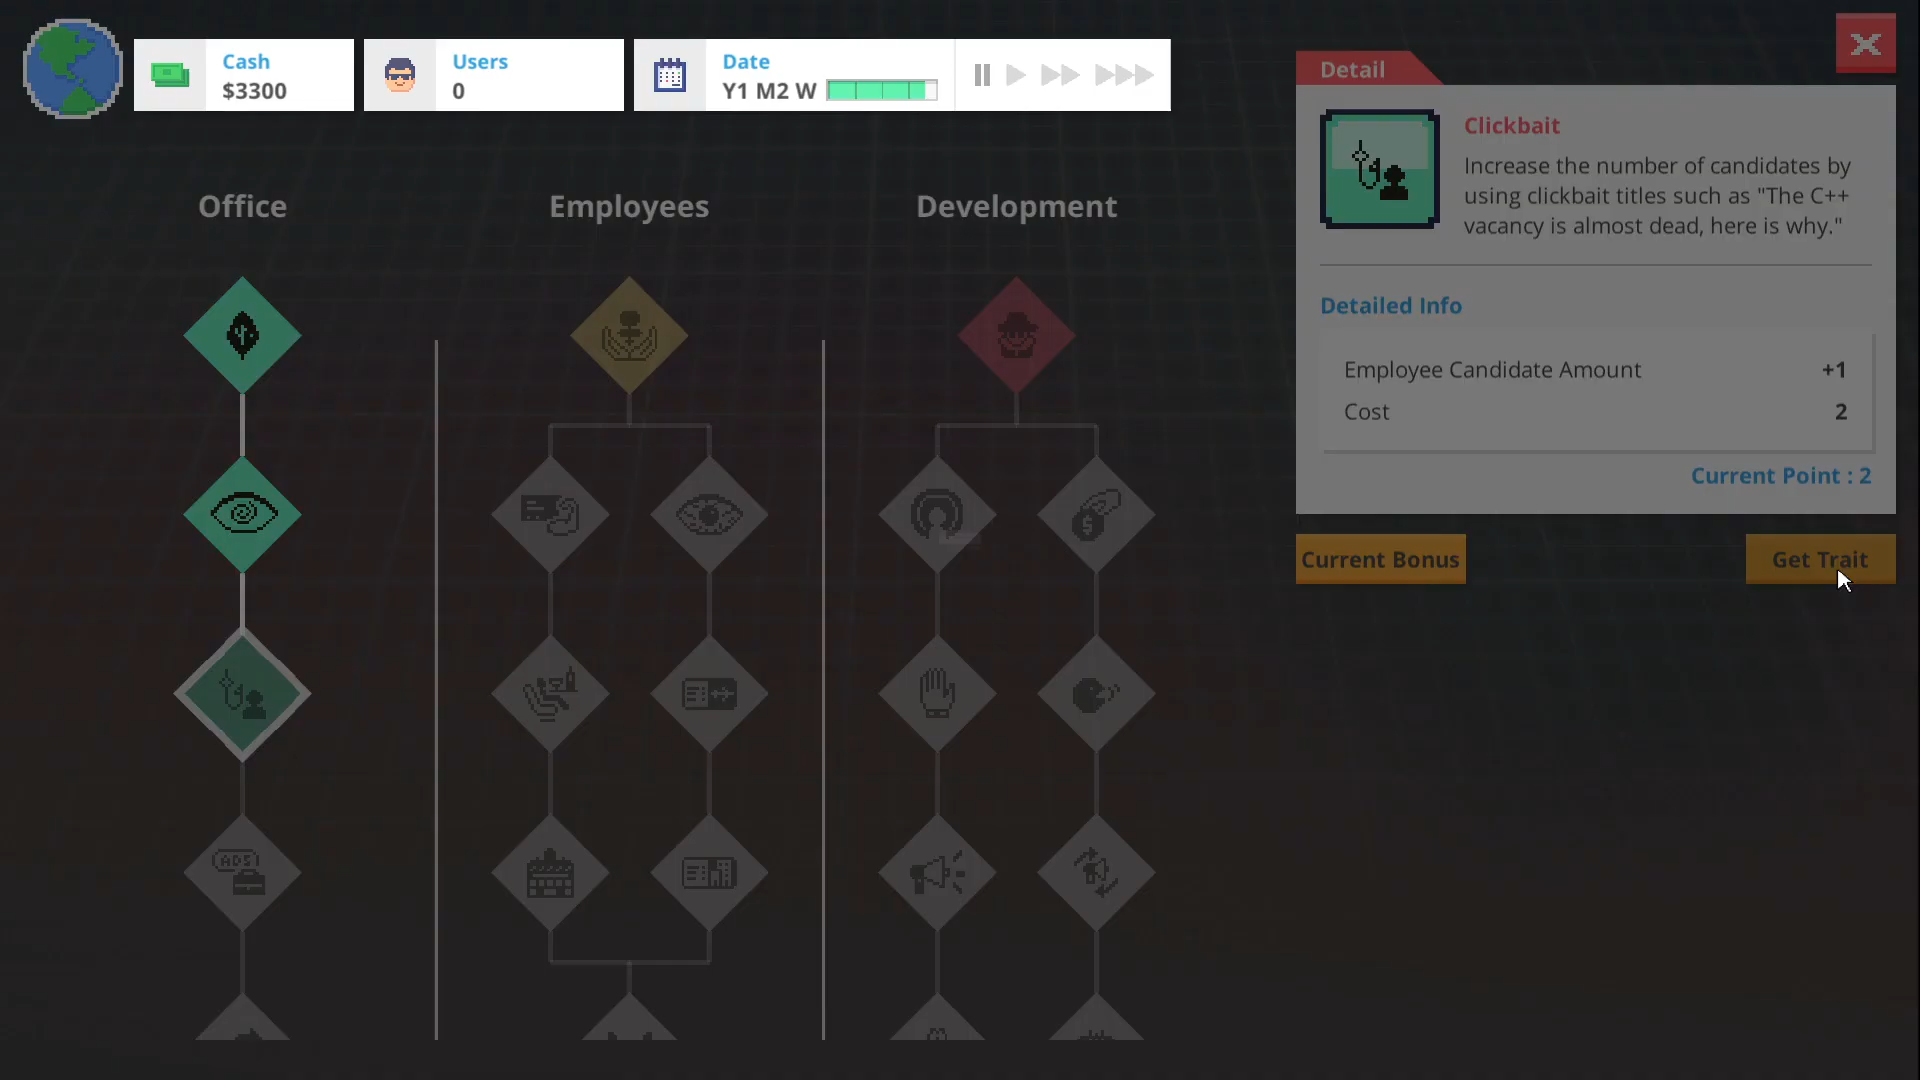 Cash
$3300
Users
0
Date
Y1 M2 W
Detail
Clickbait
Increase the number of candidates by
using clickbait titles such as "The C++
vacancy is almost dead, here is why."
Detailed Info
Employee Candidate Amount +1
Cost 2
Current Point : 2
Current Bonus
Get Trait
Office
Employees
Development
ADS!